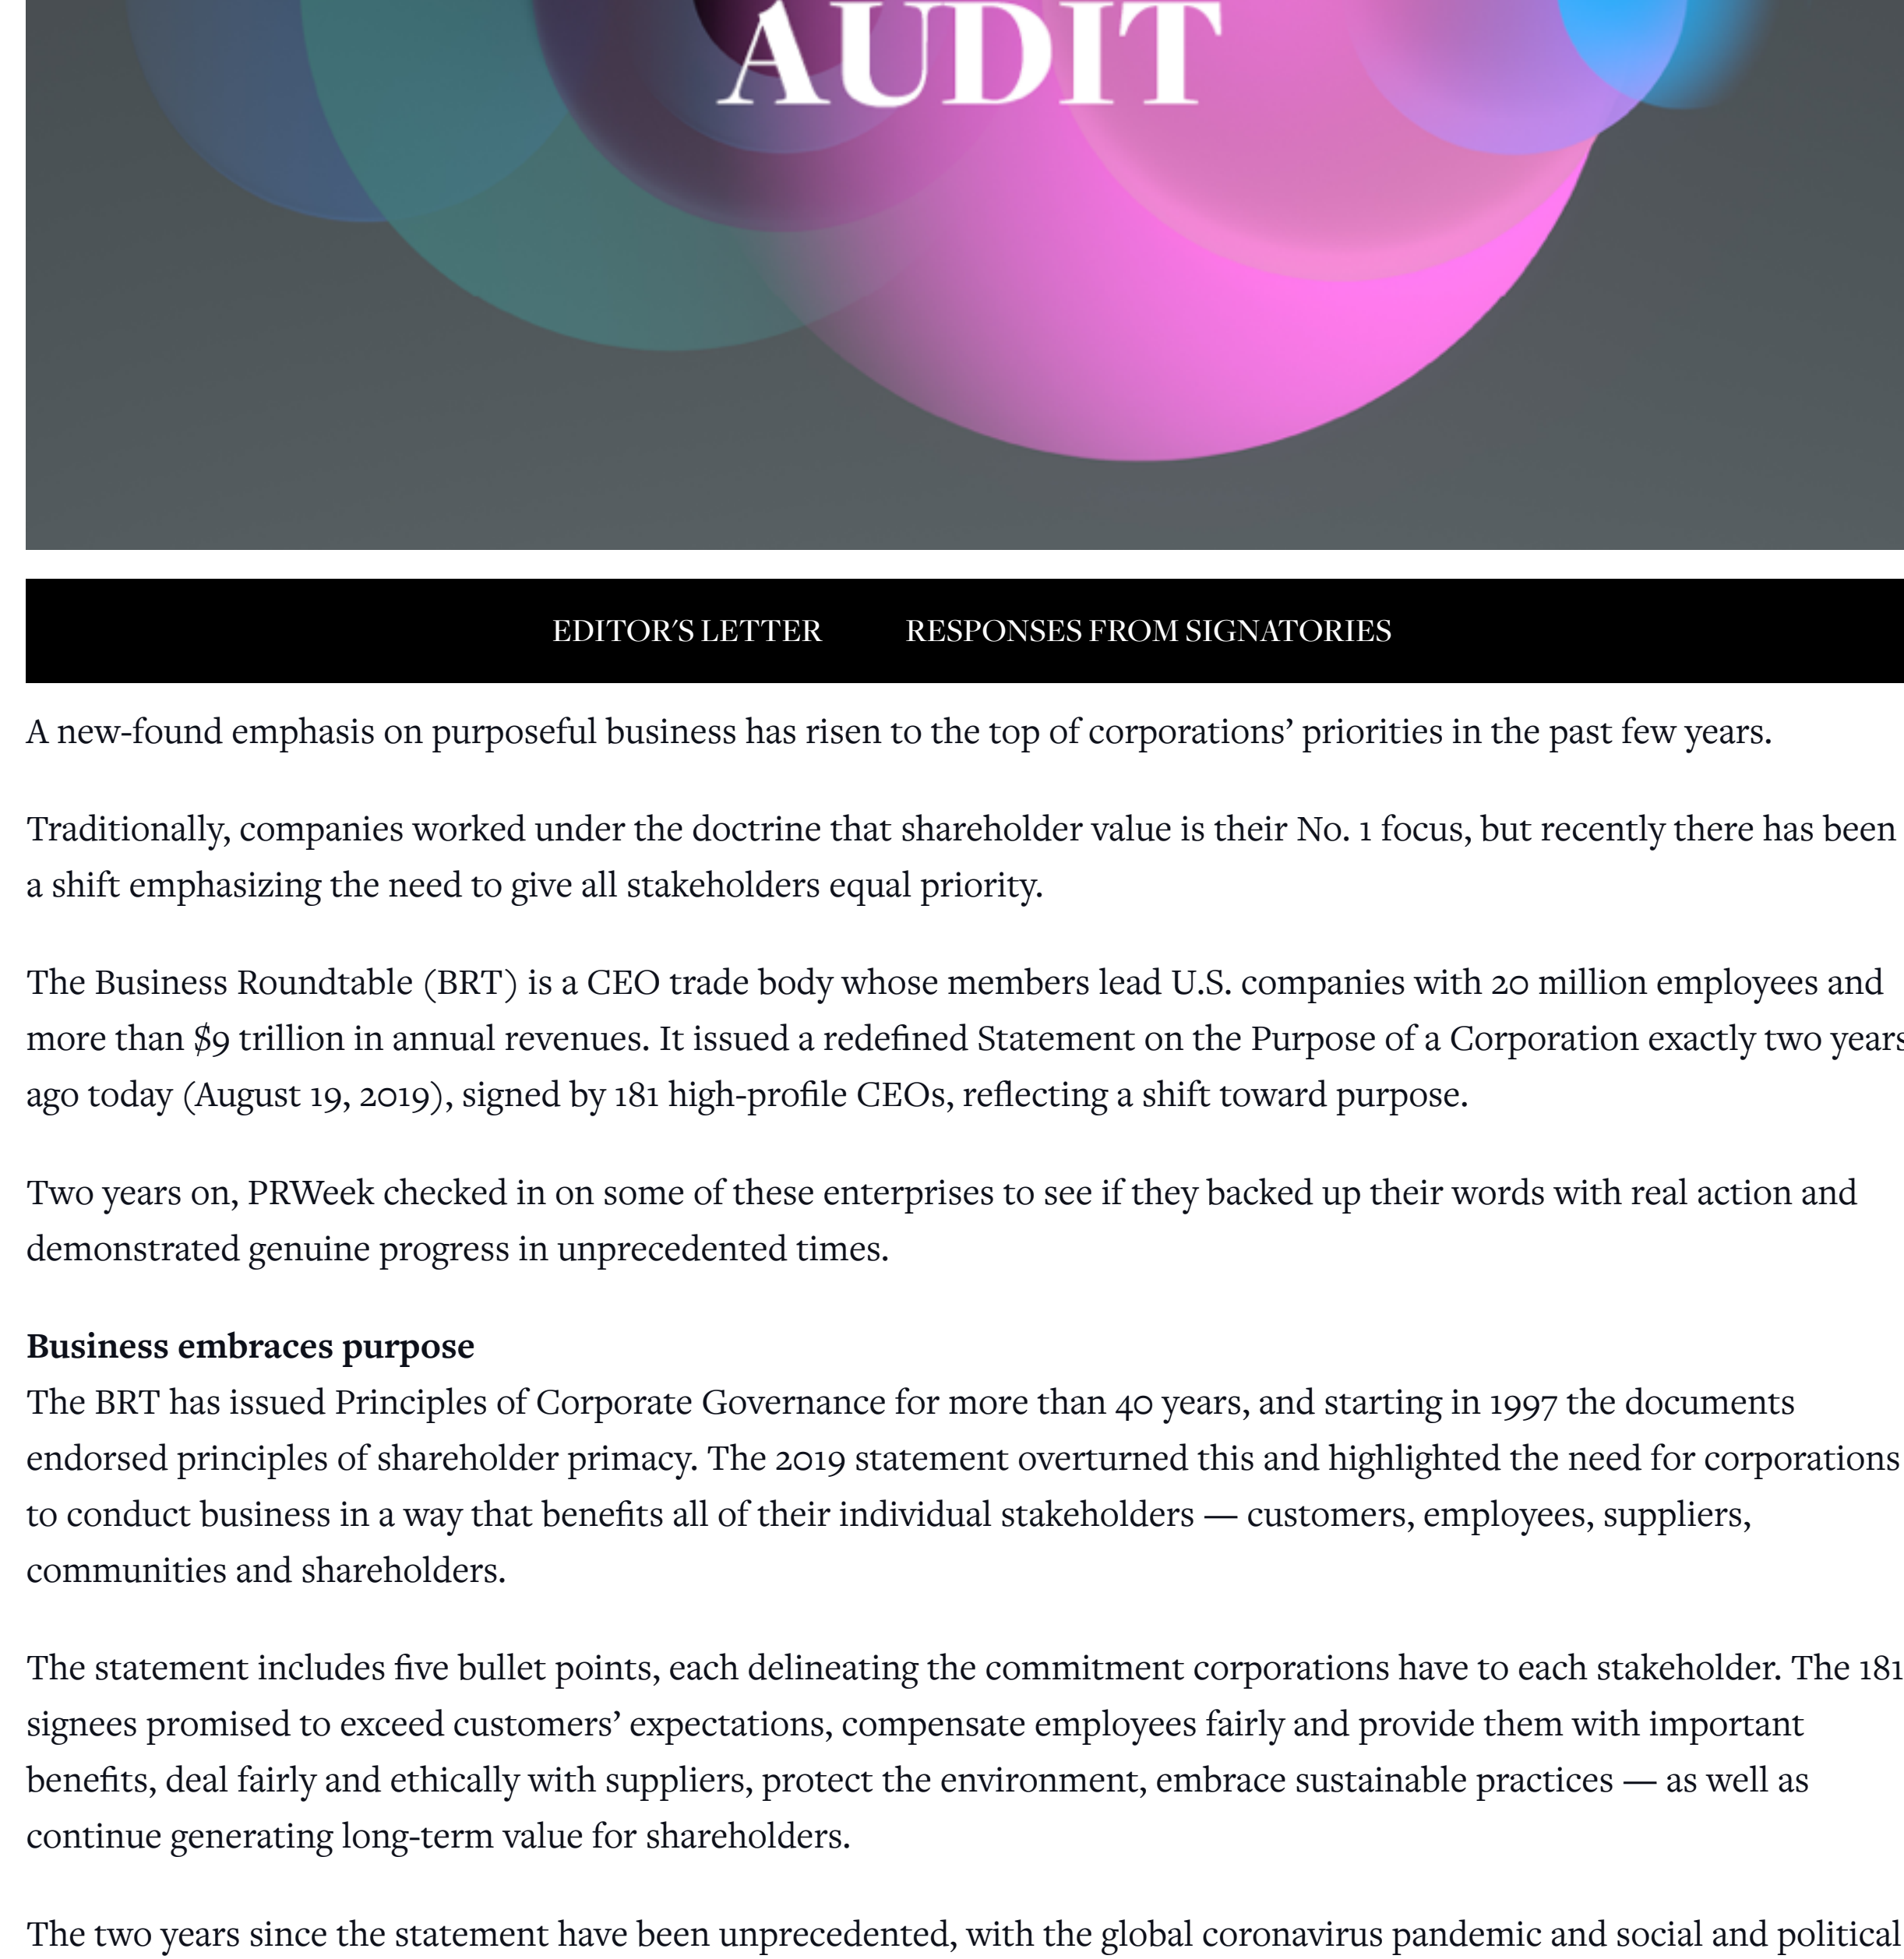 AUDIT
EDITOR'S LETTER RESPONSES FROM SIGNATORIES
A new-found emphasis on purposeful business has risen to the top of corporations’ priorities in the past few years.
Traditionally, companies worked under the doctrine that shareholder value is their No. 1 focus, but recently there has been
a shift emphasizing the need to give all stakeholders equal priority.
The Business Roundtable (BRT) is a CEO trade body whose members lead U.S. companies with 20 million employees and
more than $9 trillion in annual revenues. It issued a redefined Statement on the Purpose of a Corporation exactly two years
ago today (August 19, 2019), signed by 181 high-profile CEOs, reflecting a shift toward purpose.
Two years on, PRWeek checked in on some of these enterprises to see if they backed up their words with real action and
demonstrated genuine progress in unprecedented times.
Business embraces purpose
The BRT has issued Principles of Corporate Governance for more than 40 years, and starting in 1997 the documents
endorsed principles of shareholder primacy. The 2019 statement overturned this and highlighted the need for corporations
to conduct business in a way that benefits all of their individual stakeholders — customers, employees, suppliers,
communities and shareholders.
The statement includes five bullet points, each delineating the commitment corporations have to each stakeholder. The 181
signees promised to exceed customers’ expectations, compensate employees fairly and provide them with important
benefits, deal fairly and ethically with suppliers, protect the environment, embrace sustainable practices — as well as
continue generating long-term value for shareholders.
The two years since the statement have been unprecedented, with the global coronavirus pandemic and social and political